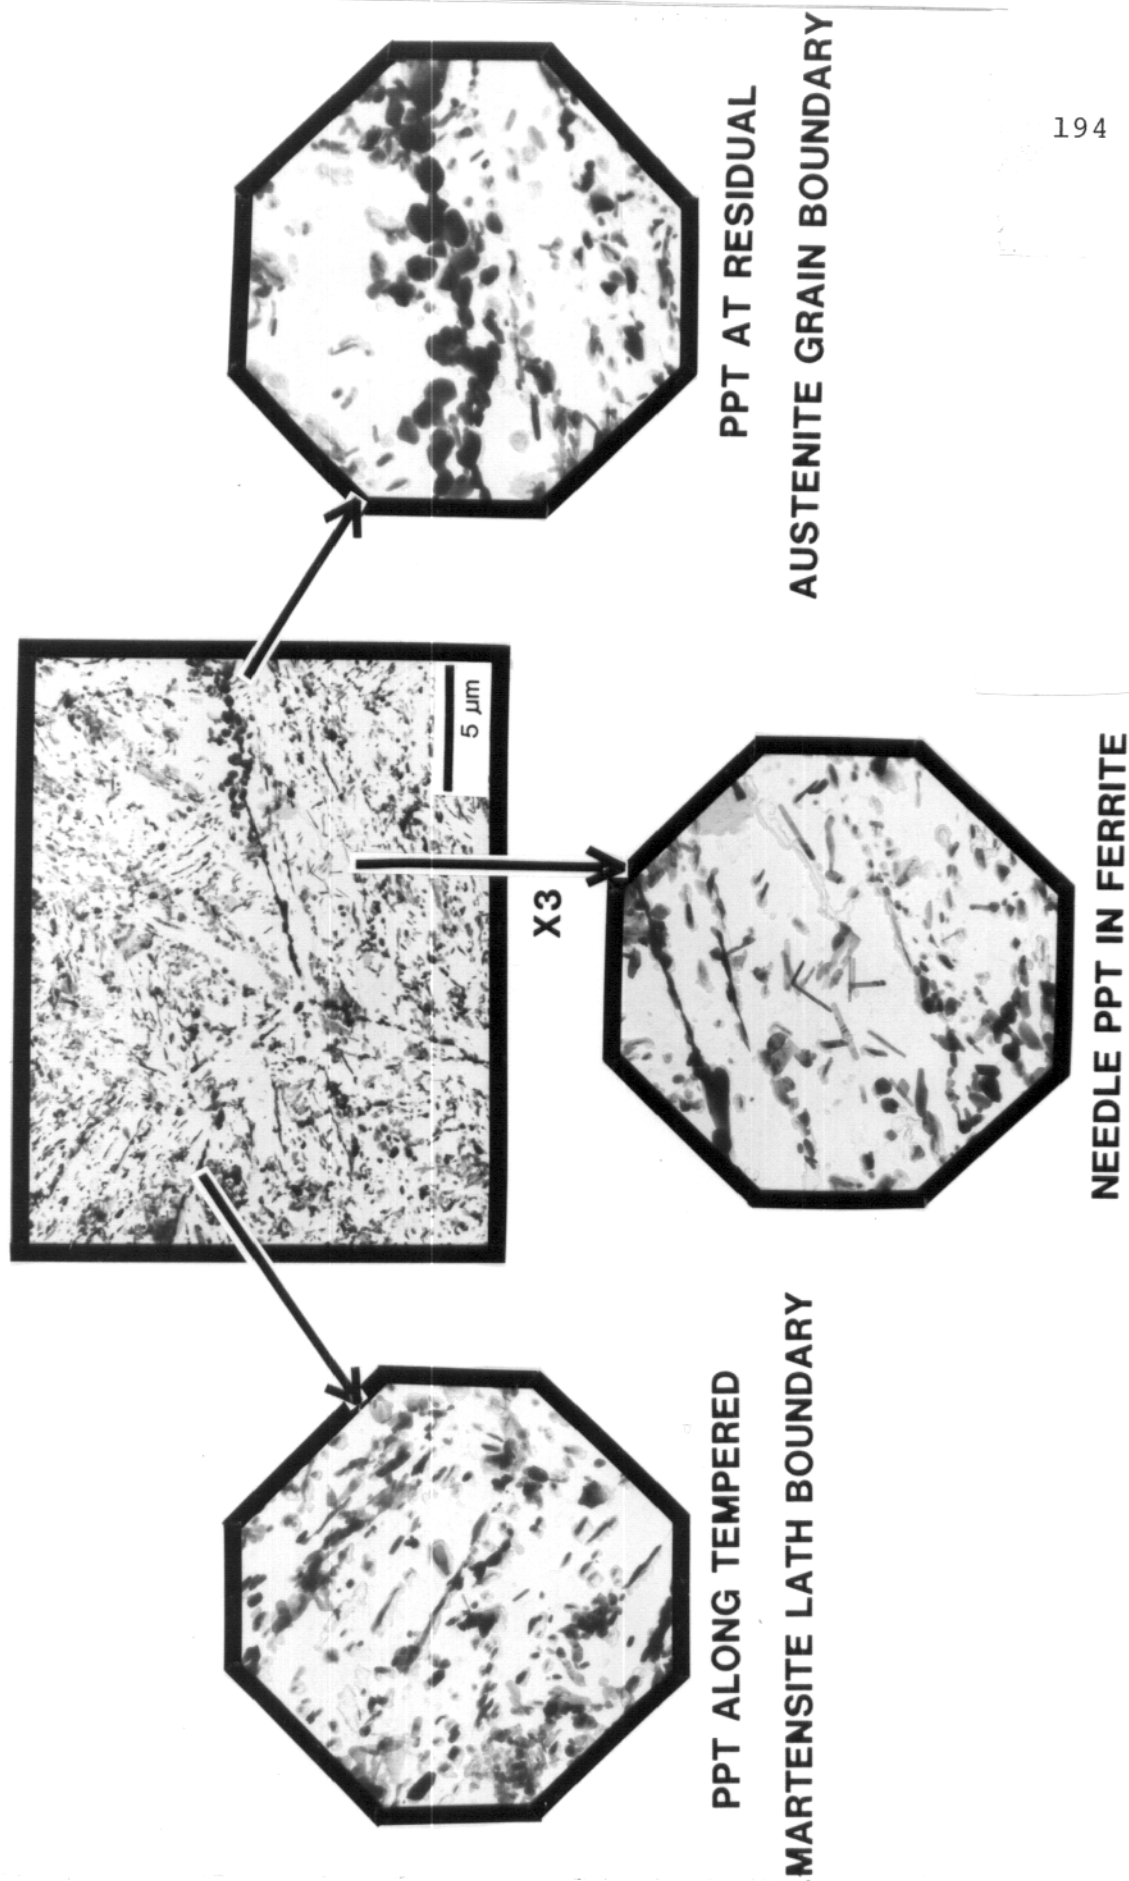 194
5 µm
X3
PPT ALONG TEMPERED
MARTENSITE LATH BOUNDARY
NEEDLE PPT IN FERRITE
PPT AT RESIDUAL
AUSTENITE GRAIN BOUNDARY